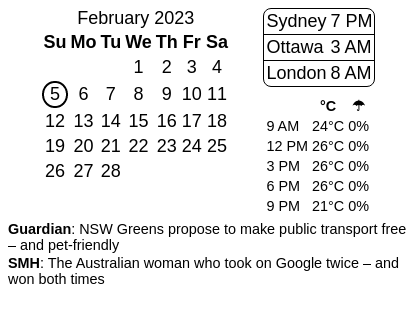 February 2023
Su Mo Tu We Th Fr Sa
1 2 3 4
5 6 7 8 9 10 11
12 13 14 15 16 17 18
19 20 21 22 23 24 25
26 27 28
Sydney 7 PM
Ottawa 3 AM
London 8 AM
°C ☂
9 AM 24°C 0%
12 PM 26°C 0%
3 PM 26°C 0%
6 PM 26°C 0%
9 PM 21°C 0%
Guardian: NSW Greens propose to make public transport free
– and pet-friendly
SMH: The Australian woman who took on Google twice – and
won both times